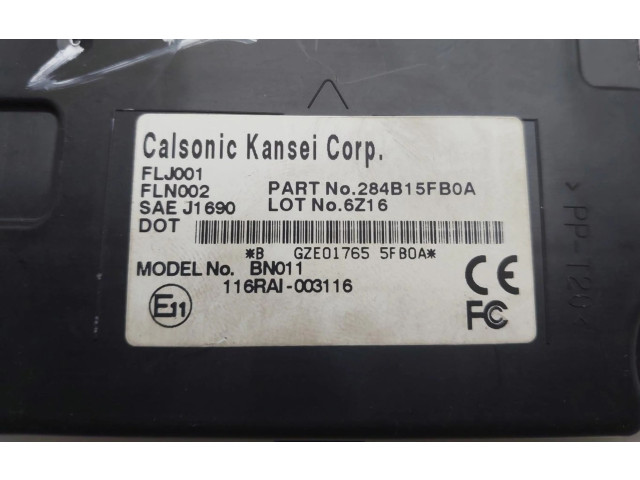 Calsonic Kansei Corp.
FLJ001
FLN002 PART No.284B15FB0A
SAE J1690 LOT No.6Z16
DOT
*B GZE01765 5FB0A*
MODEL No. BN011
116RAI-003116
E11
CE
FC
>PP-T20